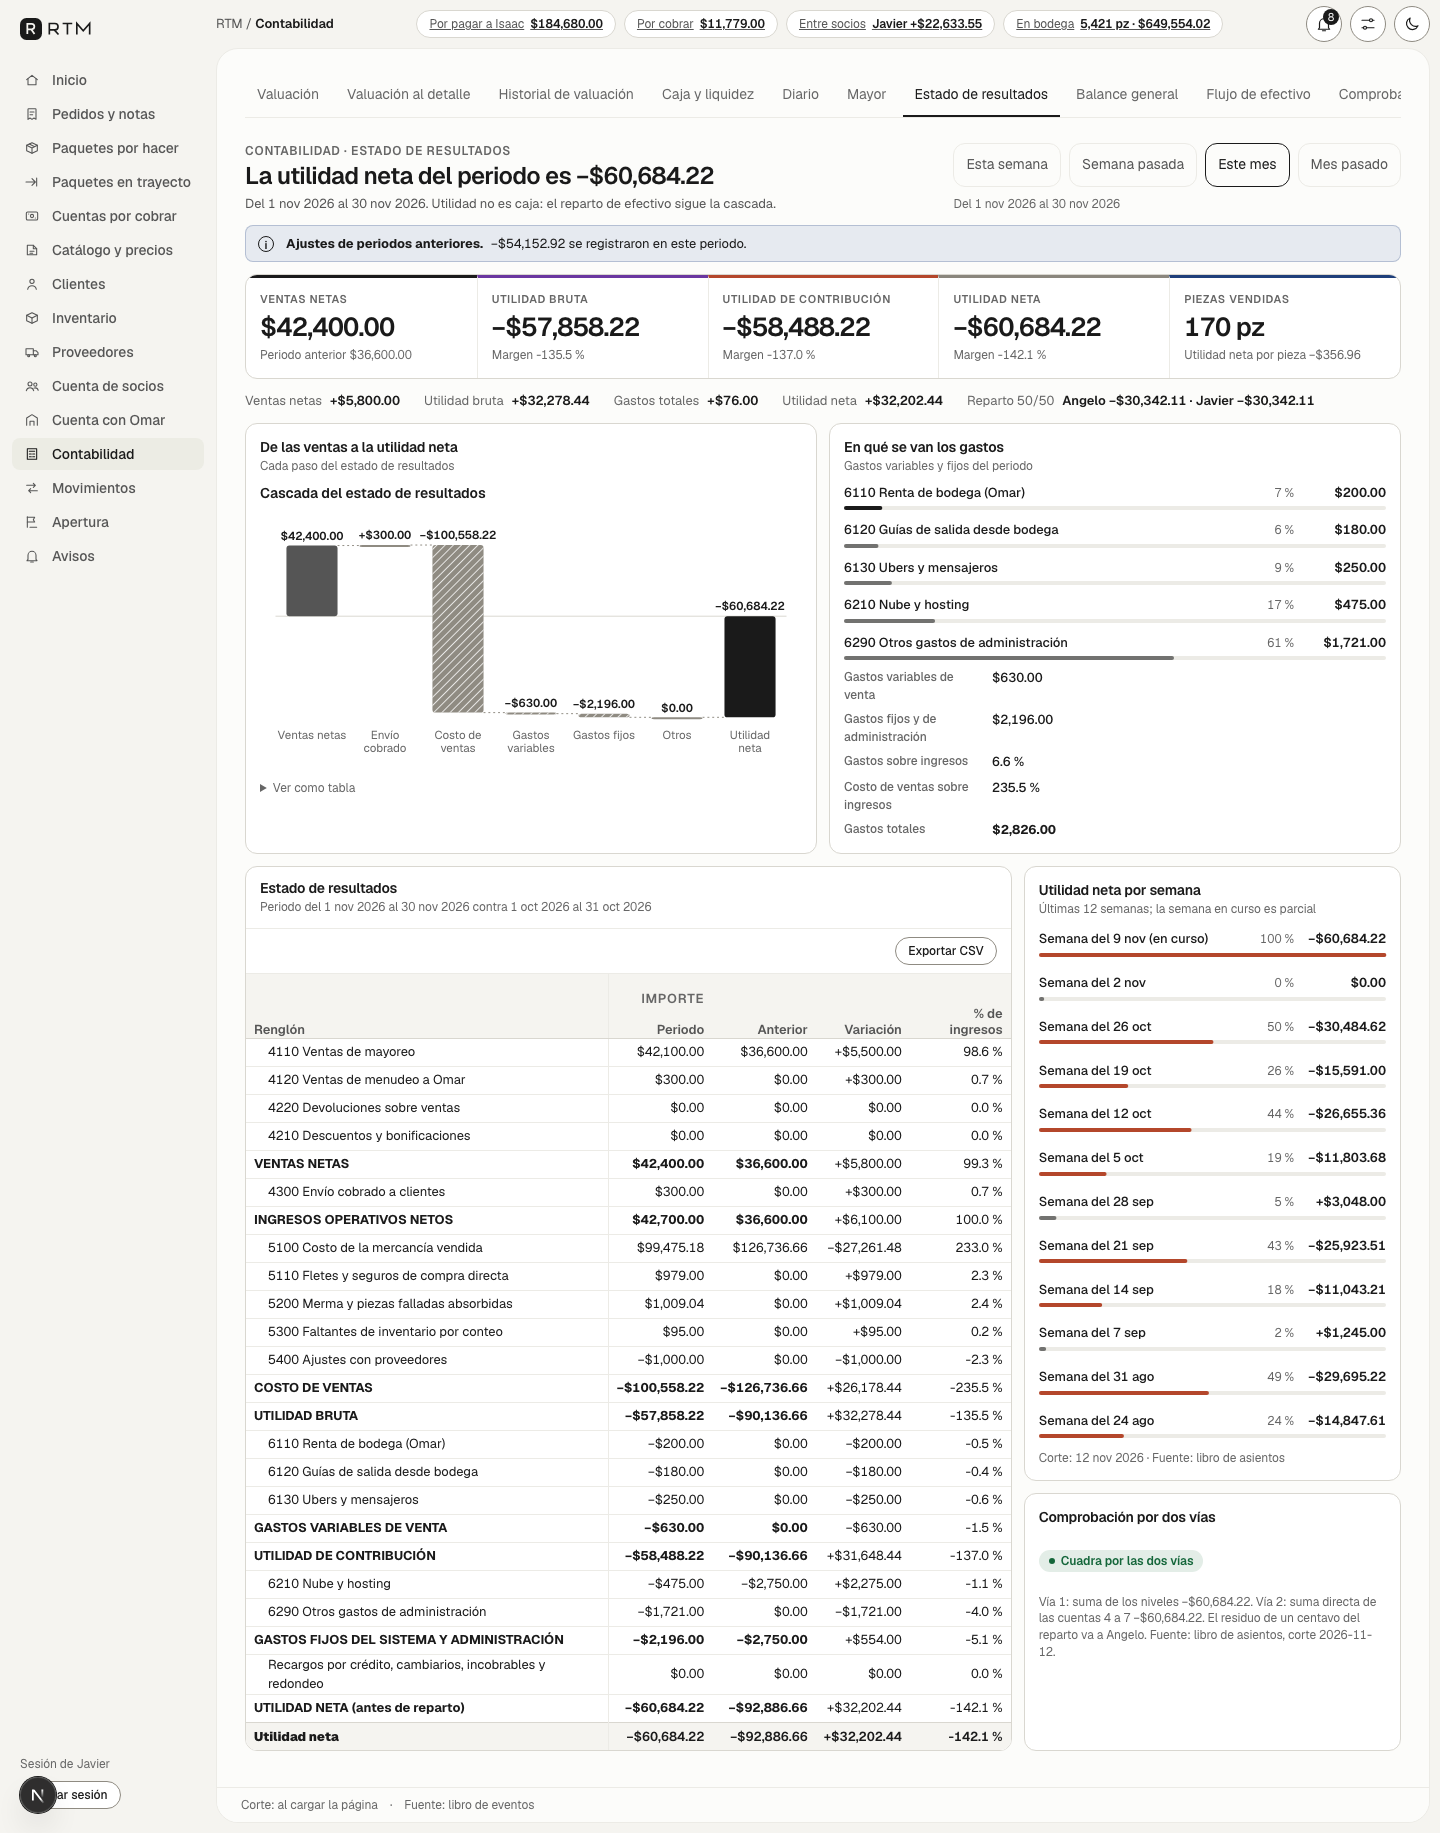 RTM
RTM / Contabilidad
Por pagar a Isaac $184,680.00
Por cobrar $11,779.00
Entre socios Javier +$22,633.55
En bodega 5,421 pz · $649,554.02
8
Inicio
Pedidos y notas
Paquetes por hacer
Paquetes en trayecto
Cuentas por cobrar
Catálogo y precios
Clientes
Inventario
Proveedores
Cuenta de socios
Cuenta con Omar
Contabilidad
Movimientos
Apertura
Avisos
Sesión de Javier
N
ar sesión
Valuación
Valuación al detalle
Historial de valuación
Caja y liquidez
Diario
Mayor
Estado de resultados
Balance general
Flujo de efectivo
Comproba
CONTABILIDAD · ESTADO DE RESULTADOS
La utilidad neta del periodo es −$60,684.22
Del 1 nov 2026 al 30 nov 2026. Utilidad no es caja: el reparto de efectivo sigue la cascada.
Esta semana
Semana pasada
Este mes
Mes pasado
Del 1 nov 2026 al 30 nov 2026
Ajustes de periodos anteriores. −$54,152.92 se registraron en este periodo.
VENTAS NETAS
$42,400.00
Periodo anterior $36,600.00
UTILIDAD BRUTA
−$57,858.22
Margen -135.5 %
UTILIDAD DE CONTRIBUCIÓN
−$58,488.22
Margen -137.0 %
UTILIDAD NETA
−$60,684.22
Margen -142.1 %
PIEZAS VENDIDAS
170 pz
Utilidad neta por pieza −$356.96
Ventas netas +$5,800.00
Utilidad bruta +$32,278.44
Gastos totales +$76.00
Utilidad neta +$32,202.44
Reparto 50/50 Angelo −$30,342.11 · Javier −$30,342.11
De las ventas a la utilidad neta
Cada paso del estado de resultados
Cascada del estado de resultados
$42,400.00 +$300.00 −$100,558.22
−$60,684.22
−$630.00 −$2,196.00 $0.00
Ventas netas
Envío cobrado
Costo de ventas
Gastos variables
Gastos fijos
Otros
Utilidad neta
Ver como tabla
En qué se van los gastos
Gastos variables y fijos del periodo
6110 Renta de bodega (Omar) 7 % $200.00
6120 Guías de salida desde bodega 6 % $180.00
6130 Ubers y mensajeros 9 % $250.00
6210 Nube y hosting 17 % $475.00
6290 Otros gastos de administración 61 % $1,721.00
Gastos variables de venta $630.00
Gastos fijos y de administración $2,196.00
Gastos sobre ingresos 6.6 %
Costo de ventas sobre ingresos 235.5 %
Gastos totales $2,826.00
Estado de resultados
Periodo del 1 nov 2026 al 30 nov 2026 contra 1 oct 2026 al 31 oct 2026
Exportar CSV
IMPORTE
Renglón Periodo Anterior Variación % de ingresos
4110 Ventas de mayoreo $42,100.00 $36,600.00 +$5,500.00 98.6 %
4120 Ventas de menudeo a Omar $300.00 $0.00 +$300.00 0.7 %
4220 Devoluciones sobre ventas $0.00 $0.00 $0.00 0.0 %
4210 Descuentos y bonificaciones $0.00 $0.00 $0.00 0.0 %
VENTAS NETAS $42,400.00 $36,600.00 +$5,800.00 99.3 %
4300 Envío cobrado a clientes $300.00 $0.00 +$300.00 0.7 %
INGRESOS OPERATIVOS NETOS $42,700.00 $36,600.00 +$6,100.00 100.0 %
5100 Costo de la mercancía vendida $99,475.18 $126,736.66 −$27,261.48 233.0 %
5110 Fletes y seguros de compra directa $979.00 $0.00 +$979.00 2.3 %
5200 Merma y piezas falladas absorbidas $1,009.04 $0.00 +$1,009.04 2.4 %
5300 Faltantes de inventario por conteo $95.00 $0.00 +$95.00 0.2 %
5400 Ajustes con proveedores −$1,000.00 $0.00 −$1,000.00 -2.3 %
COSTO DE VENTAS −$100,558.22 −$126,736.66 +$26,178.44 -235.5 %
UTILIDAD BRUTA −$57,858.22 −$90,136.66 +$32,278.44 -135.5 %
6110 Renta de bodega (Omar) −$200.00 $0.00 −$200.00 -0.5 %
6120 Guías de salida desde bodega −$180.00 $0.00 −$180.00 -0.4 %
6130 Ubers y mensajeros −$250.00 $0.00 −$250.00 -0.6 %
GASTOS VARIABLES DE VENTA −$630.00 $0.00 −$630.00 -1.5 %
UTILIDAD DE CONTRIBUCIÓN −$58,488.22 −$90,136.66 +$31,648.44 -137.0 %
6210 Nube y hosting −$475.00 −$2,750.00 +$2,275.00 -1.1 %
6290 Otros gastos de administración −$1,721.00 $0.00 −$1,721.00 -4.0 %
GASTOS FIJOS DEL SISTEMA Y ADMINISTRACIÓN −$2,196.00 −$2,750.00 +$554.00 -5.1 %
Recargos por crédito, cambiarios, incobrables y redondeo $0.00 $0.00 $0.00 0.0 %
UTILIDAD NETA (antes de reparto) −$60,684.22 −$92,886.66 +$32,202.44 -142.1 %
Utilidad neta −$60,684.22 −$92,886.66 +$32,202.44 -142.1 %
Utilidad neta por semana
Últimas 12 semanas; la semana en curso es parcial
Semana del 9 nov (en curso) 100 % −$60,684.22
Semana del 2 nov 0 % $0.00
Semana del 26 oct 50 % −$30,484.62
Semana del 19 oct 26 % −$15,591.00
Semana del 12 oct 44 % −$26,655.36
Semana del 5 oct 19 % −$11,803.68
Semana del 28 sep 5 % +$3,048.00
Semana del 21 sep 43 % −$25,923.51
Semana del 14 sep 18 % −$11,043.21
Semana del 7 sep 2 % +$1,245.00
Semana del 31 ago 49 % −$29,695.22
Semana del 24 ago 24 % −$14,847.61
Corte: 12 nov 2026 · Fuente: libro de asientos
Comprobación por dos vías
Cuadra por las dos vías
Vía 1: suma de los niveles −$60,684.22. Vía 2: suma directa de
las cuentas 4 a 7 −$60,684.22. El residuo de un centavo del
reparto va a Angelo. Fuente: libro de asientos, corte 2026-11-
12.
Corte: al cargar la página · Fuente: libro de eventos